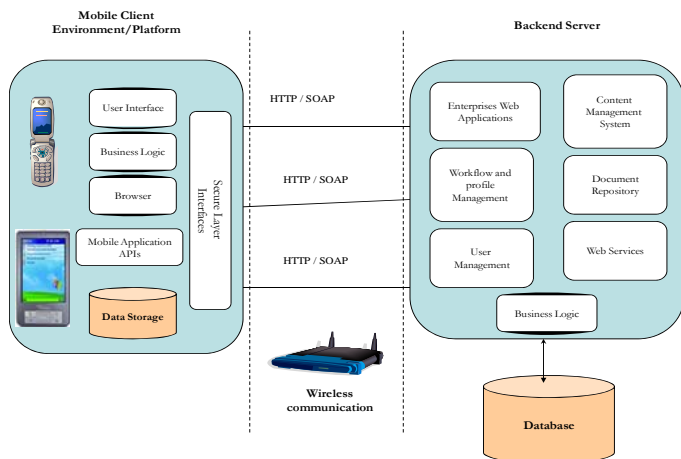 Mobile Client
Environment/Platform
Backend Server
User Interface
Business Logic
Browser
Mobile Application
APIs
Data Storage
Secure Layer
Interfaces
HTTP / SOAP
HTTP / SOAP
HTTP / SOAP
Wireless
communication
Enterprises Web
Applications
Content
Management
System
Workflow and
profile
Management
Document
Repository
User
Management
Web Services
Business Logic
Database